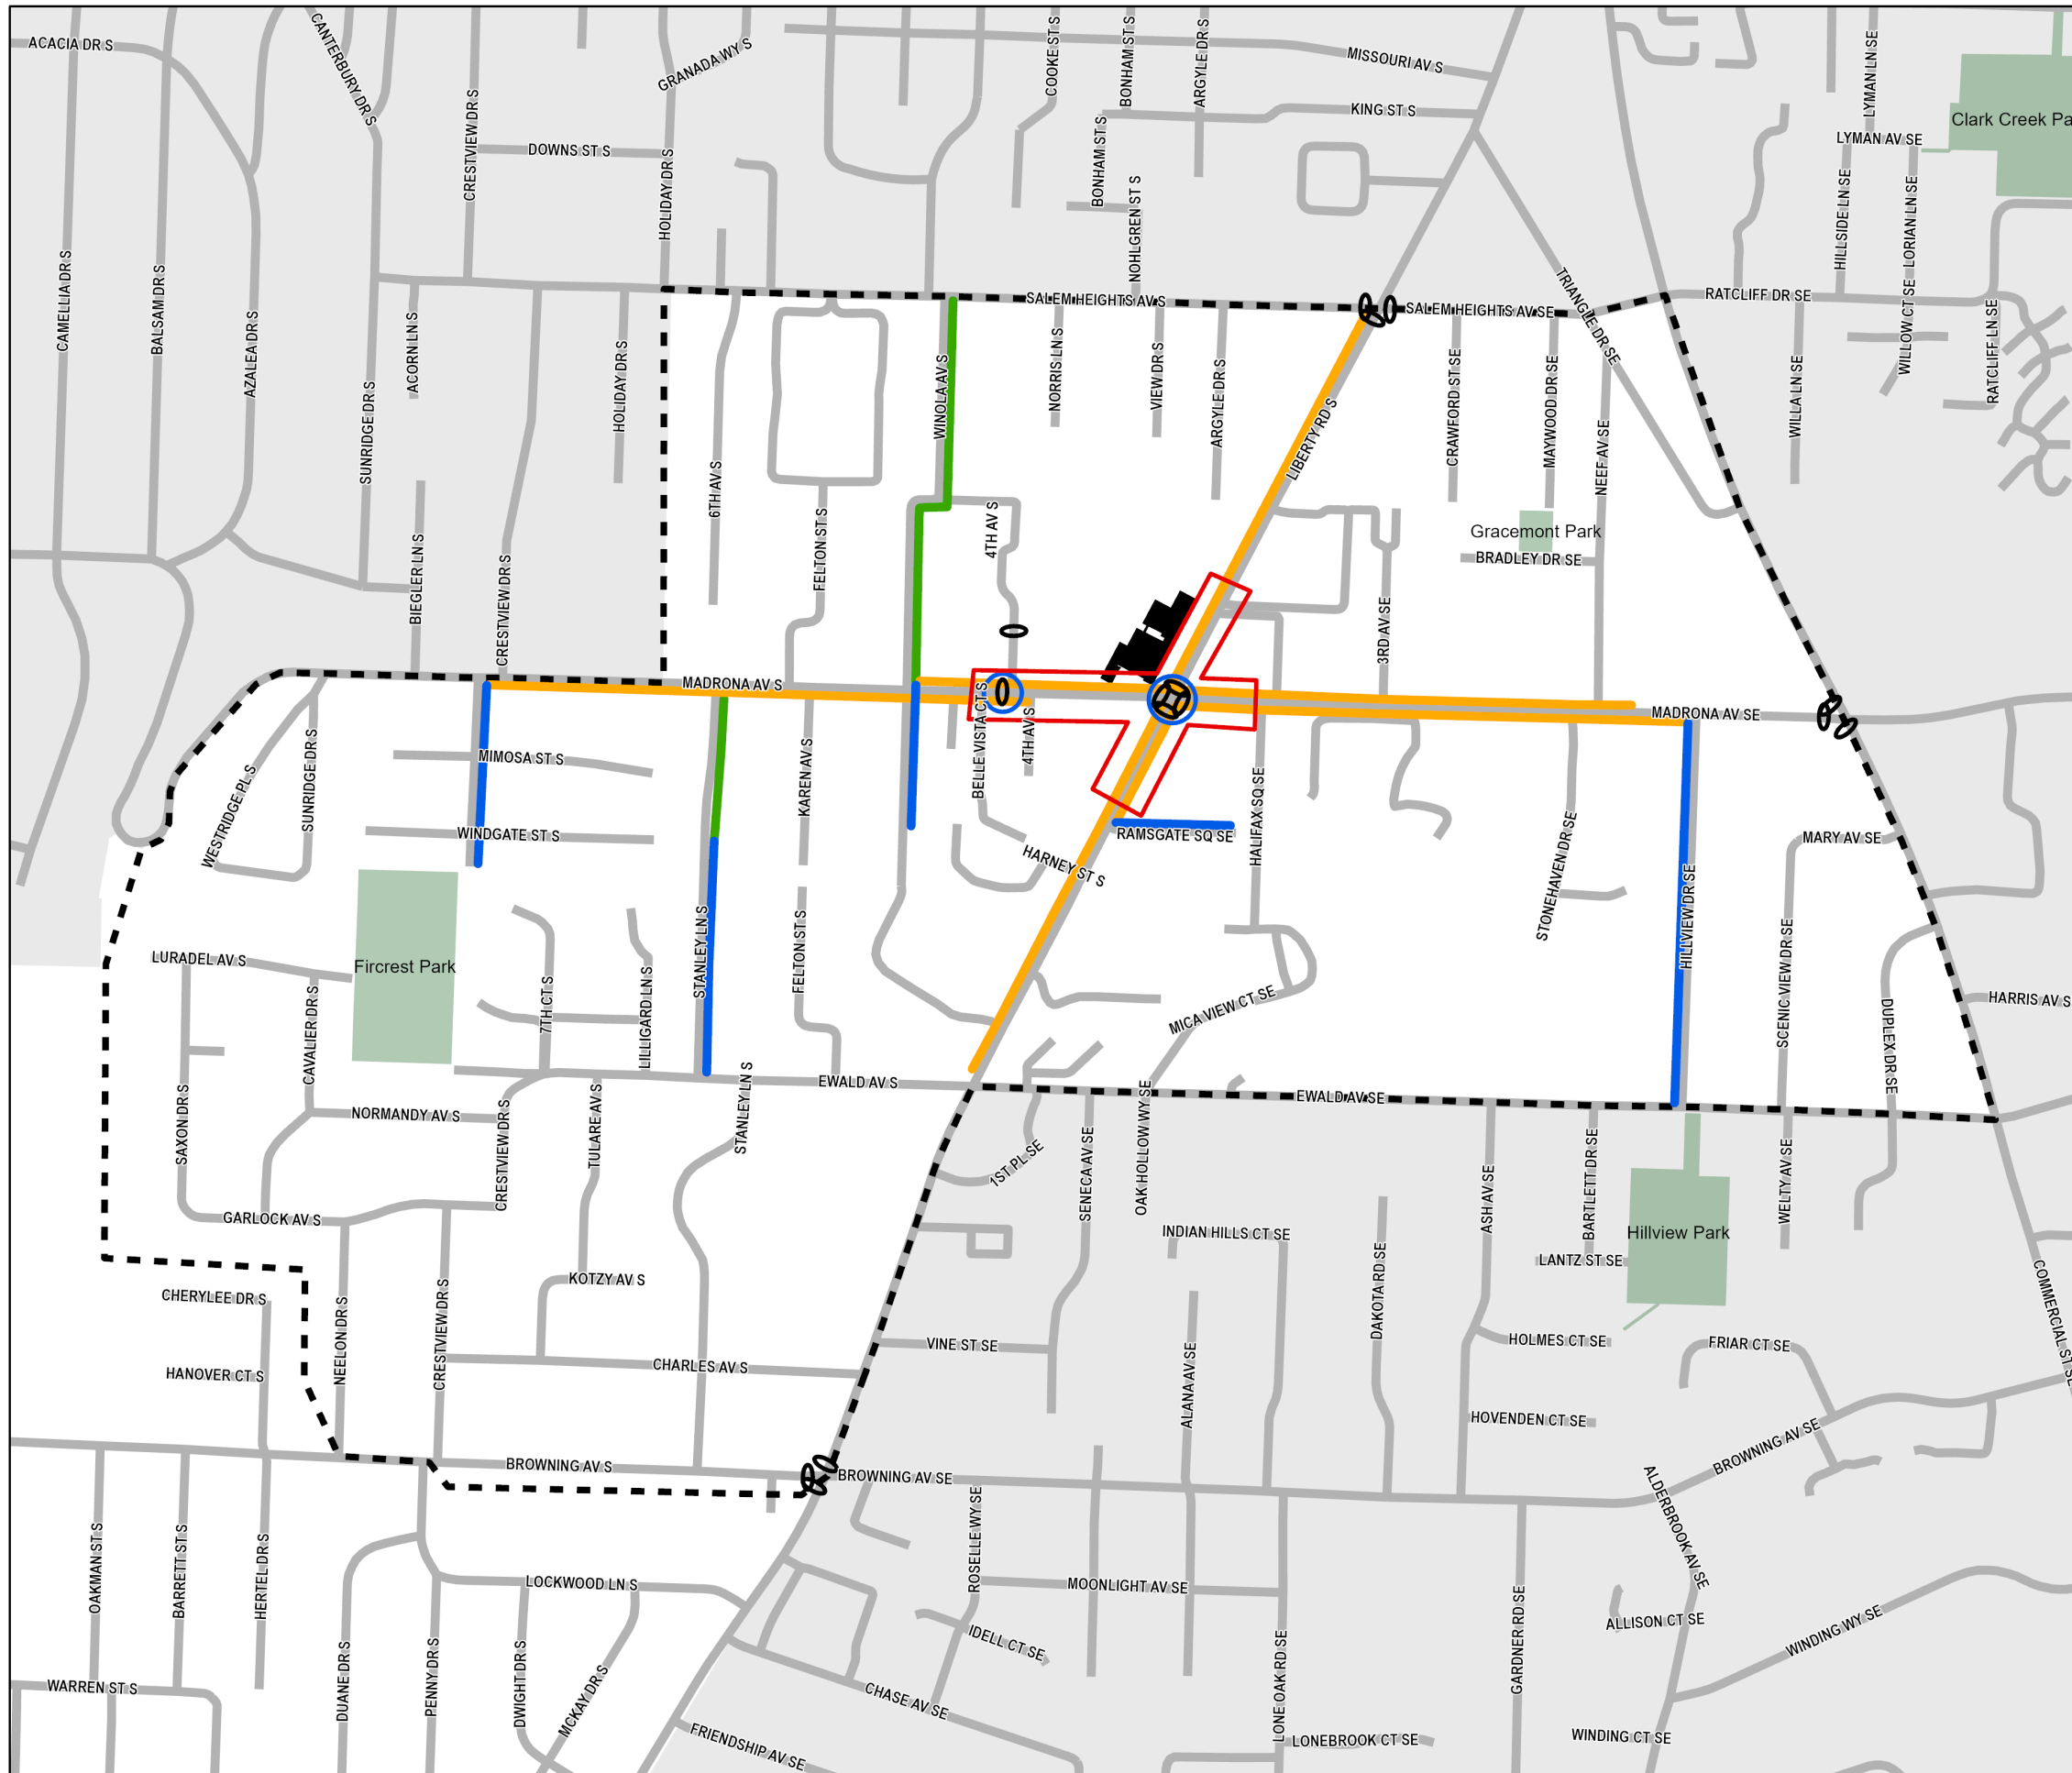 ACACIA DR S
CANTERBURY DR S
GRANADA WY S
COOKE ST S
BONHAM ST S
ARGYLE DR S
MISSOURI AV S
LYMAN LN SE
CRESTVIEW DR S
KING ST S
Clark Creek Pa
LYMAN AV SE
DOWNS ST S
HOLIDAY DR S
BONHAM ST S
NOHLGREN ST S
HILLSIDE LN SE
LORIAN LN SE
CAMELLIA DR S
BALSAM DR S
AZALEA DR S
SALEM HEIGHTS AV S
SALEM HEIGHTS AV SE
TRIANGLE DR SE
RATCLIFF DR SE
SUNRIDGE DR S
ACORN LN S
HOLIDAY DR S
6TH AV S
WINOLA AV S
NORRIS LN S
VIEW DR S
ARGYLE DR S
LIBERTY RD S
CRAWFORD ST SE
MAYWOOD DR SE
NEEF AV SE
WILLA LN SE
WILLOW CT SE
RATCLIFF LN SE
BIEGLER LN S
CRESTVIEW DR S
FELTON ST S
4TH AV S
Gracemont Park
BRADLEY DR SE
3RD AV SE
MADRONA AV S
MADRONA AV SE
WESTRIDGE PL S
SUNRIDGE DR S
MIMOSA ST S
WINDGATE ST S
KAREN AV S
BELLEVISTA CT S
4TH AV S
HARNEY ST S
RAMSGATE SQ SE
HALIFAX SQ SE
STONEHAVEN DR SE
HILLVIEW DR SE
MARY AV SE
SCENIC VIEW DR SE
LURADEL AV S
Fircrest Park
CAVALIER DR S
7TH CT S
LILLIGARD LN S
STANLEY LN S
FELTON ST S
MICA VIEW CT SE
DUPLEX DR SE
HARRIS AV S
SAXON DR S
NORMANDY AV S
CRESTVIEW DR S
TULARE AV S
STANLEY LN S
EWALD AV S
EWALD AV SE
1ST PL SE
SENECA AV SE
OAK HOLLOW WY SE
ASH AV SE
BARTLETT DR SE
WELTY AV SE
GARLOCK AV S
INDIAN HILLS CT SE
Hillview Park
LANTZ ST SE
COMMERCIAL ST SE
CHERYLEE DR S
NEELON DR S
CRESTVIEW DR S
KOTZY AV S
DAKOTA RD SE
HANOVER CT S
CHARLES AV S
VINE ST SE
ALANA AV SE
HOLMES CT SE
FRIAR CT SE
HOVENDEN CT SE
BROWNING AV S
BROWNING AV SE
BROWNING AV SE
OAKMAN ST S
BARRETT ST S
HERTEL DR S
LOCKWOOD LN S
ROSELLE WY SE
MOONLIGHT AV SE
ALDERBROOK AV SE
ALLISON CT SE
WINDING WY SE
IDELL CT SE
GARDNER RD SE
LONE OAK RD SE
WARREN ST S
DUANE DR S
PENNY DR S
DWIGHT DR S
MCKAY DR S
FRIENDSHIP AV SE
CHASE AV SE
LONEBROOK CT SE
WINDING CT SE